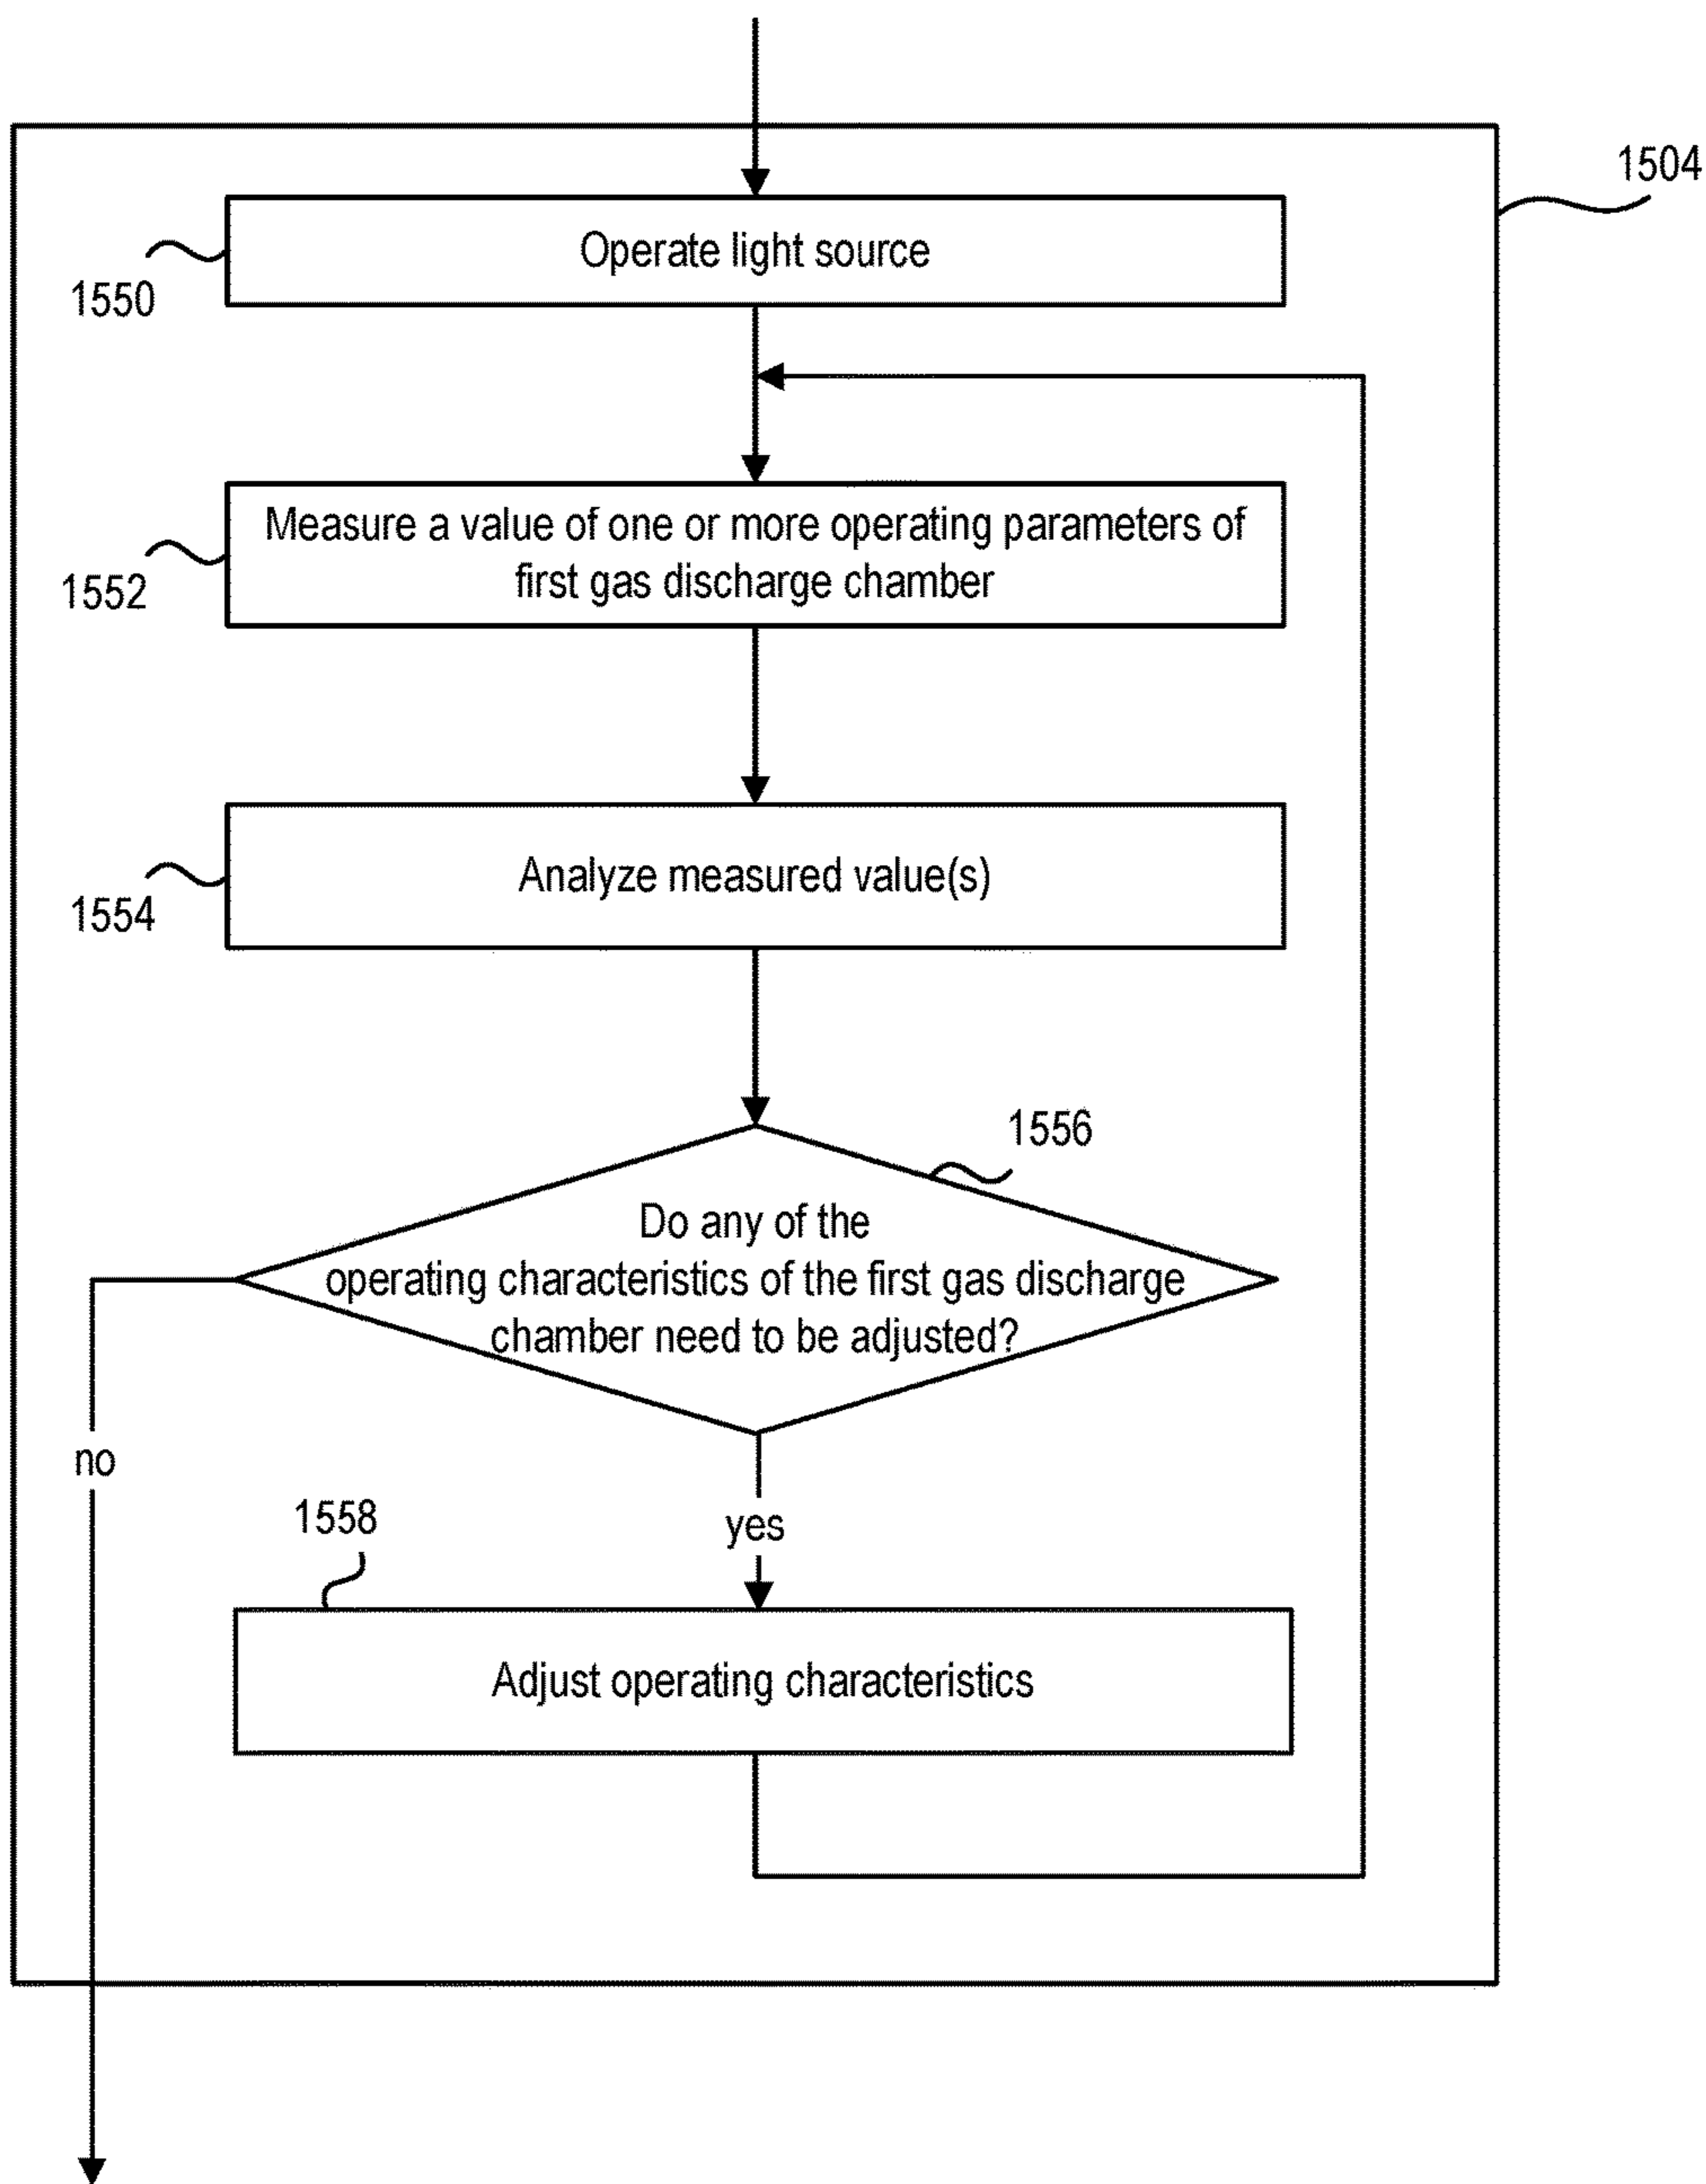 1504
Operate light source
1550
Measure a value of one or more operating parameters of
first gas discharge chamber
1552
Analyze measured value(s)
1554
1556
Do any of the
operating characteristics of the first gas discharge
chamber need to be adjusted?
no
yes
1558
Adjust operating characteristics